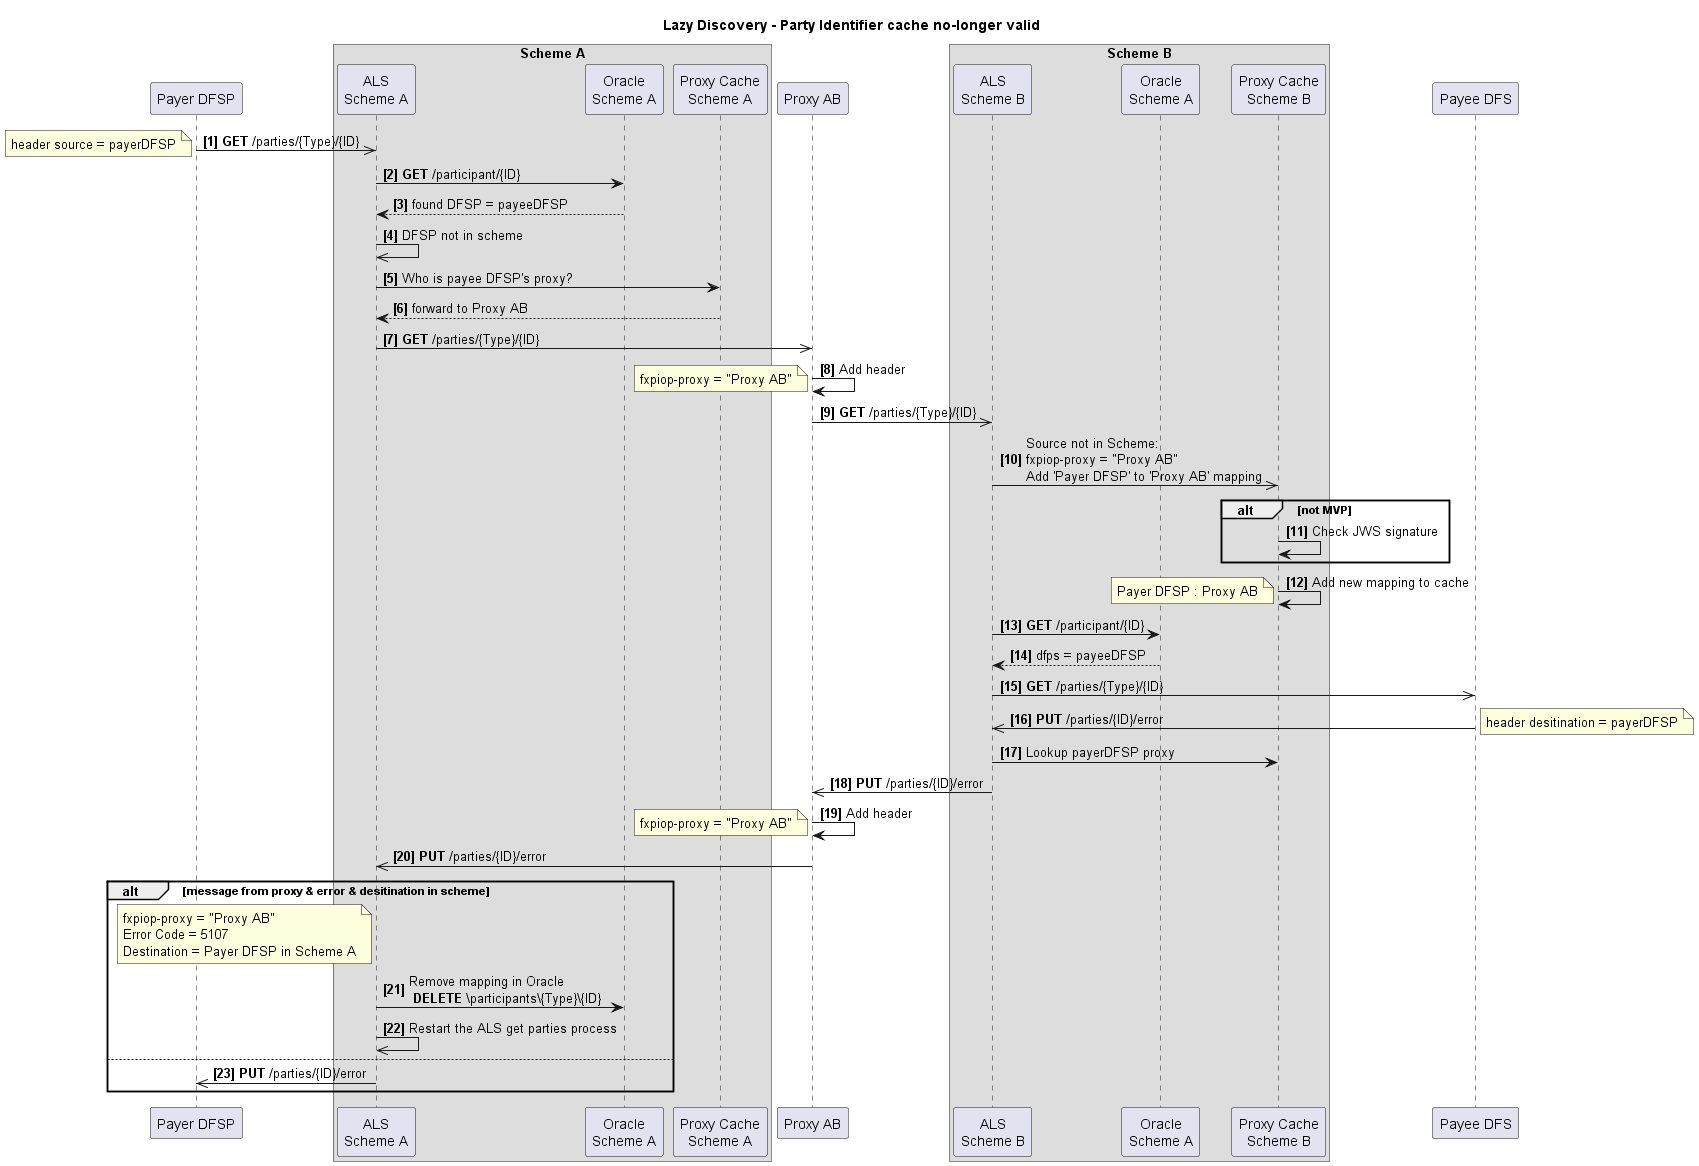 Lazy Discovery - Party Identifier cache no-longer valid
Scheme A
Scheme B
Payer DFSP
ALS
Scheme A
Oracle
Scheme A
Proxy Cache
Scheme A
Proxy AB
ALS
Scheme B
Oracle
Scheme A
Proxy Cache
Scheme B
Payee DFS
header source = payerDFSP
[1] GET /parties/{Type}/{ID}
[2] GET /participant/{ID}
[3] found DFSP = payeeDFSP
[4] DFSP not in scheme
[5] Who is payee DFSP's proxy?
[6] forward to Proxy AB
[7] GET /parties/{Type}/{ID}
fxpiop-proxy = "Proxy AB"
[8] Add header
[9] GET /parties/{Type}/{ID}
Source not in Scheme:
[10] fxpiop-proxy = "Proxy AB"
Add 'Payer DFSP' to 'Proxy AB' mapping
alt [not MVP]
[11] Check JWS signature
Payer DFSP : Proxy AB
[12] Add new mapping to cache
[13] GET /participant/{ID}
[14] dfps = payeeDFSP
[15] GET /parties/{Type}/{ID}
[16] PUT /parties/{ID}/error
header desitination = payerDFSP
[17] Lookup payerDFSP proxy
[18] PUT /parties/{ID}/error
fxpiop-proxy = "Proxy AB"
[19] Add header
[20] PUT /parties/{ID}/error
alt [message from proxy & error & desitination in scheme]
fxpiop-proxy = "Proxy AB"
Error Code = 5107
Destination = Payer DFSP in Scheme A
[21] Remove mapping in Oracle
DELETE \participants\{Type}\{ID}
[22] Restart the ALS get parties process
[23] PUT /parties/{ID}/error
Payer DFSP
ALS
Scheme A
Oracle
Scheme A
Proxy Cache
Scheme A
Proxy AB
ALS
Scheme B
Oracle
Scheme A
Proxy Cache
Scheme B
Payee DFS